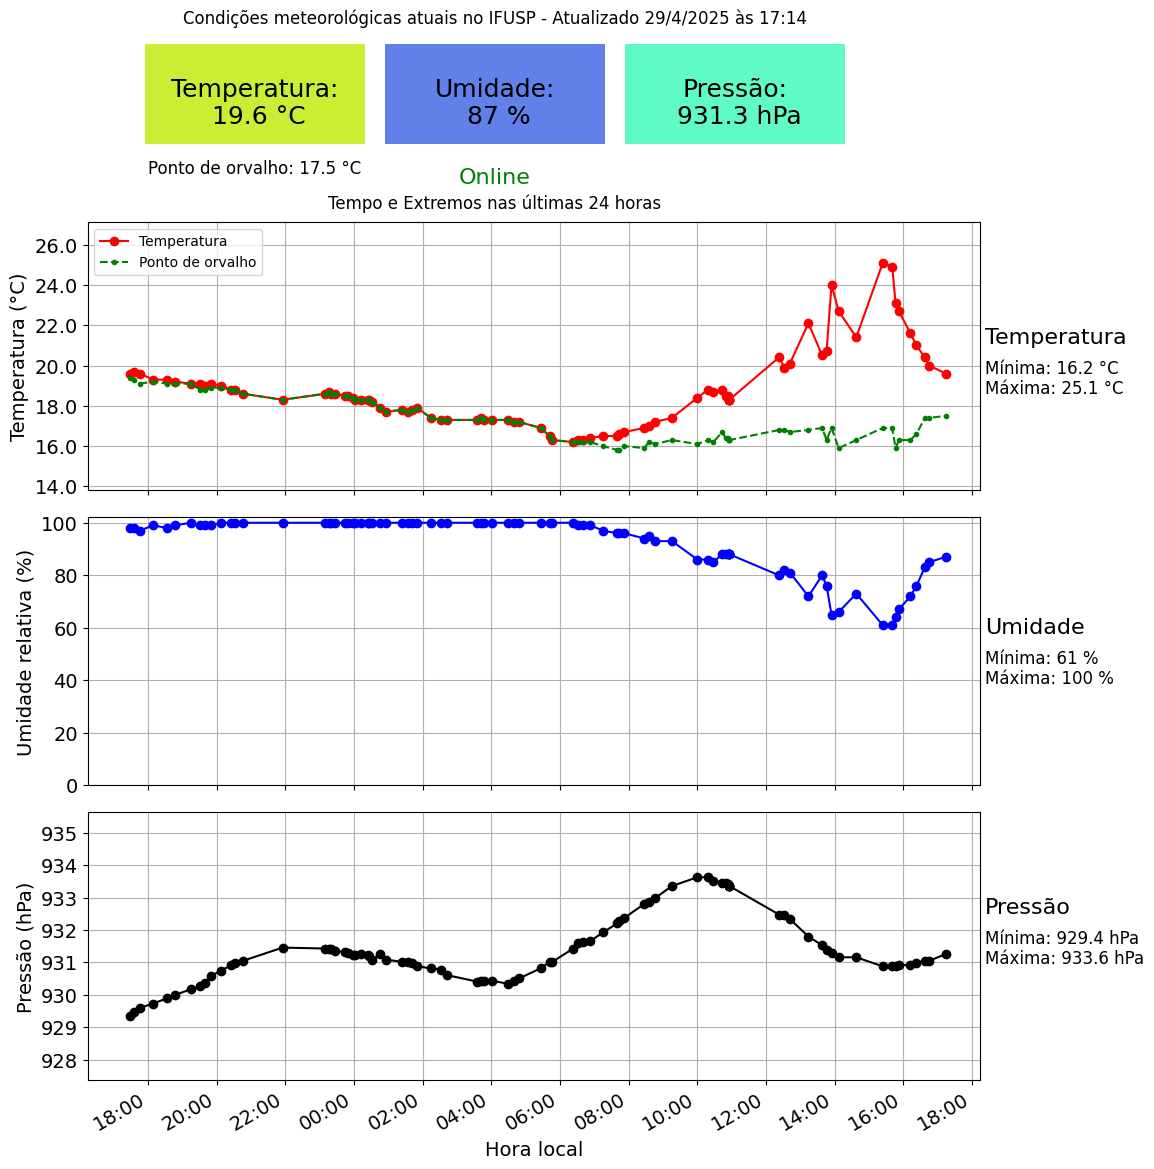 Condições meteorológicas atuais no IFUSP - Atualizado 29/4/2025 às 17:14
Temperatura:
19.6 °C
Umidade:
87 %
Pressão:
931.3 hPa
Ponto de orvalho: 17.5 °C
Online
Tempo e Extremos nas últimas 24 horas
Temperatura (°C)
26.0
24.0
22.0
20.0
18.0
16.0
14.0
Temperatura
Ponto de orvalho
Temperatura
Mínima: 16.2 °C
Máxima: 25.1 °C
Umidade relativa (%)
100
80
60
40
20
0
Umidade
Mínima: 61 %
Máxima: 100 %
Pressão (hPa)
935
934
933
932
931
930
929
928
Pressão
Mínima: 929.4 hPa
Máxima: 933.6 hPa
18:00 20:00 22:00 00:00 02:00 04:00 06:00 08:00 10:00 12:00 14:00 16:00 18:00
Hora local